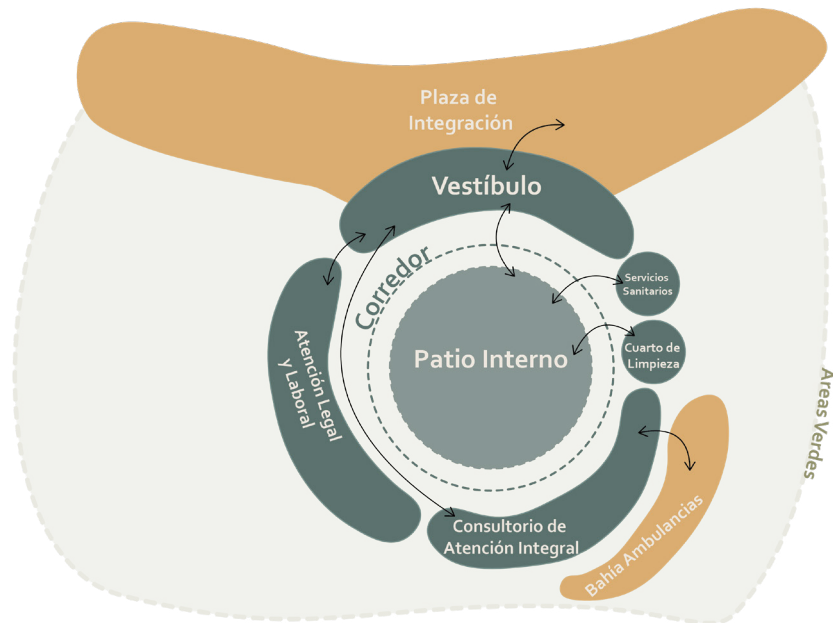 Plaza de
Integración
Vestíbulo
Corredor
Servicios
Sanitarios
Patio Interno
Cuarto de
Limpieza
Atención Legal
y Laboral
Areas Verdes
Consultorio de
Atención Integral
Bahía Ambulancias